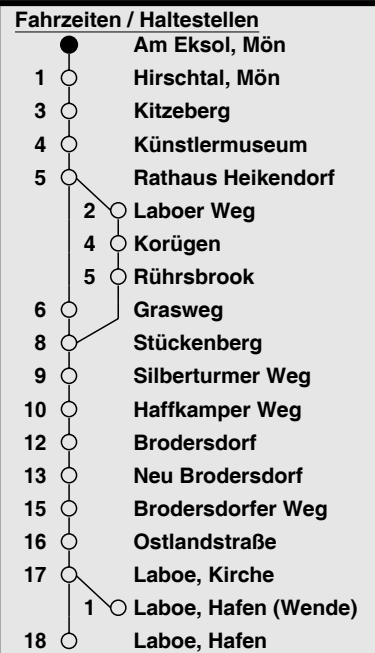 Fahrzeiten / Haltestellen
Am Eksol, Mön
1 Hirschtal, Mön
3 Kitzeberg
4 Künstlermuseum
5 Rathaus Heikendorf
2 Laboer Weg
4 Korügen
5 Rührsbrook
6 Grasweg
8 Stückenberg
9 Silberturmer Weg
10 Haffkamper Weg
12 Brodersdorf
13 Neu Brodersdorf
15 Brodersdorfer Weg
16 Ostlandstraße
17 Laboe, Kirche
1 Laboe, Hafen (Wende)
18 Laboe, Hafen